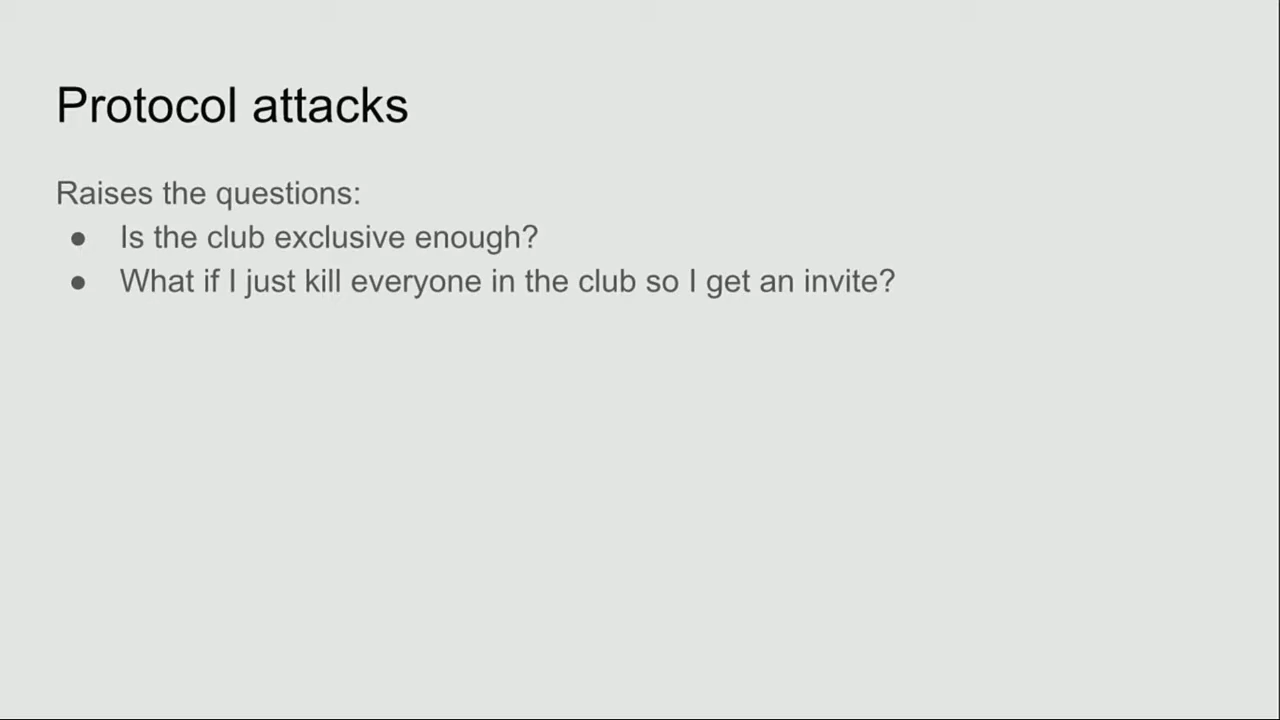 Protocol attacks
Raises the questions:
● Is the club exclusive enough?
● What if I just kill everyone in the club so I get an invite?